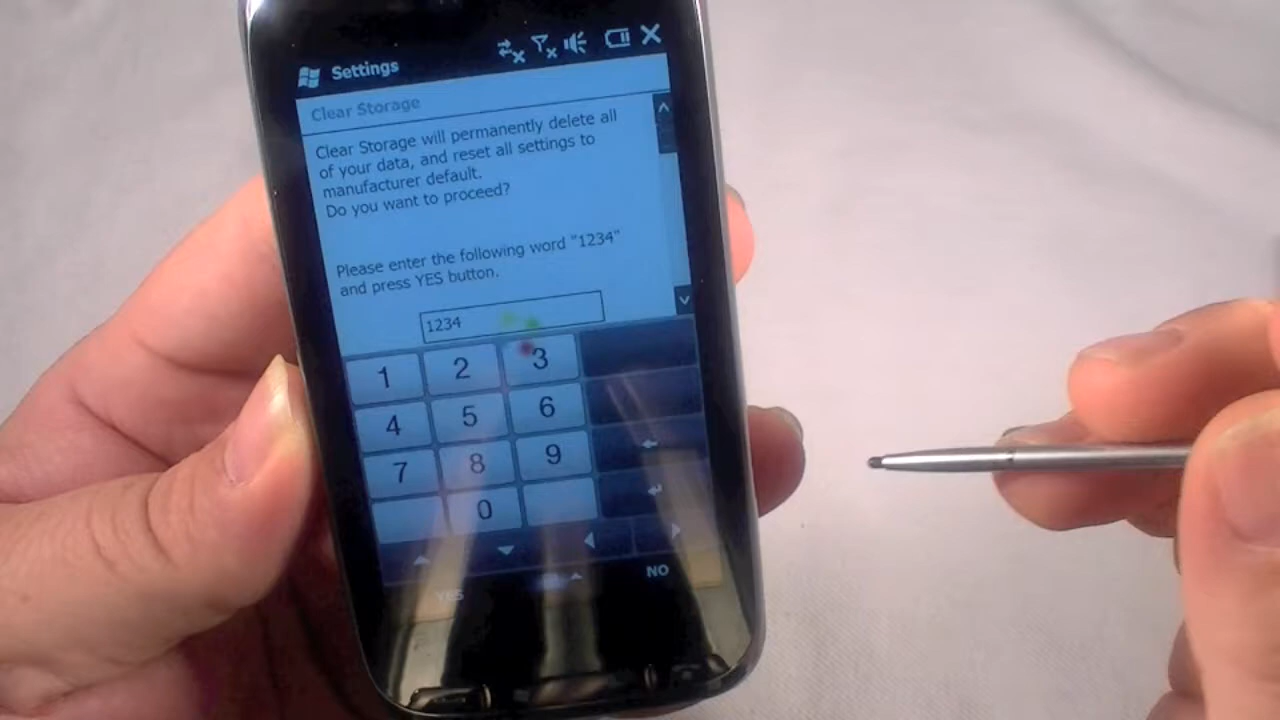 Settings
Clear Storage
Clear Storage will permanently delete all
of your data, and reset all settings to
manufacturer default.
Do you want to proceed?
Please enter the following word "1234"
and press YES button.
1234
1 2 3
4 5 6
7 8 9
0
YES NO